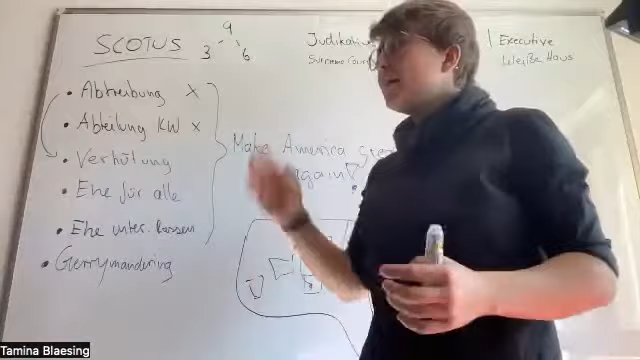 SCOTUS
9
3 6
Judikative
Supreme Court
Executive
Weiße Haus
• Abtreibung x
• Abteilung KW x
• Verhütung
• Ehe für alle
• Ehe unter. Rassen
• Gerrymandering
Make America great
again!
Tamina Blaesing